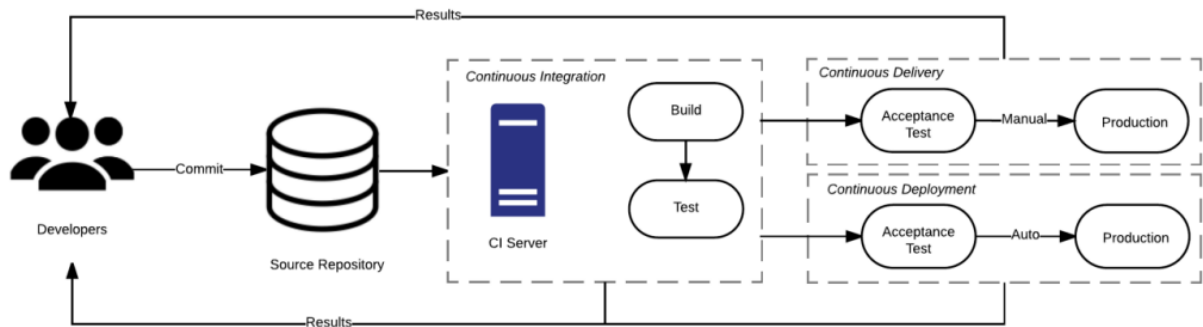 Results
Continuous Integration
Continuous Delivery
Build
Acceptance
Test
Manual
Production
Commit
Continuous Deployment
Test
Developers
CI Server
Acceptance
Test
Auto
Production
Source Repository
Results